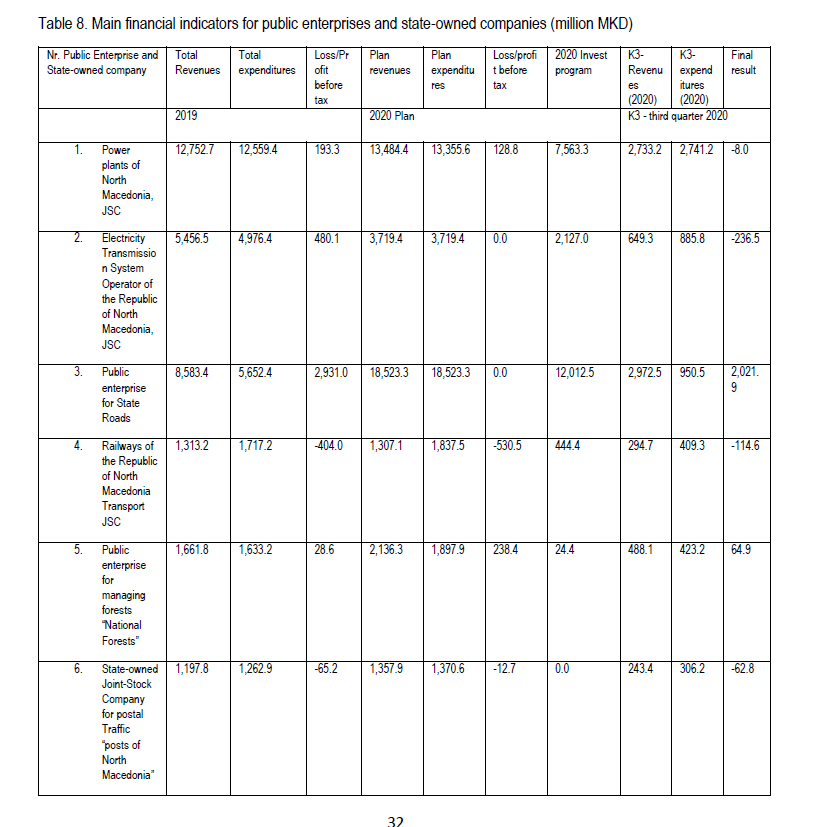 Table 8. Main financial indicators for public enterprises and state-owned companies (million MKD)
Nr. Public Enterprise and State-owned company | Total Revenues | Total expenditures | Loss/Pr ofit before tax | Plan revenues | Plan expenditu res | Loss/profi t before tax | 2020 Invest program | K3- Revenu es (2020) | K3- expend itures (2020) | Final result
2019 | 2020 Plan | K3 - third quarter 2020
1. Power plants of North Macedonia, JSC | 12,752.7 | 12,559.4 | 193.3 | 13,484.4 | 13,355.6 | 128.8 | 7,563.3 | 2,733.2 | 2,741.2 | -8.0
2. Electricity Transmissio n System Operator of the Republic of North Macedonia, JSC | 5,456.5 | 4,976.4 | 480.1 | 3,719.4 | 3,719.4 | 0.0 | 2,127.0 | 649.3 | 885.8 | -236.5
3. Public enterprise for State Roads | 8,583.4 | 5,652.4 | 2,931.0 | 18,523.3 | 18,523.3 | 0.0 | 12,012.5 | 2,972.5 | 950.5 | 2,021. 9
4. Railways of the Republic of North Macedonia Transport JSC | 1,313.2 | 1,717.2 | -404.0 | 1,307.1 | 1,837.5 | -530.5 | 444.4 | 294.7 | 409.3 | -114.6
5. Public enterprise for managing forests “National Forests” | 1,661.8 | 1,633.2 | 28.6 | 2,136.3 | 1,897.9 | 238.4 | 24.4 | 488.1 | 423.2 | 64.9
6. State-owned Joint-Stock Company for postal Traffic “posts of North Macedonia” | 1,197.8 | 1,262.9 | -65.2 | 1,357.9 | 1,370.6 | -12.7 | 0.0 | 243.4 | 306.2 | -62.8
32